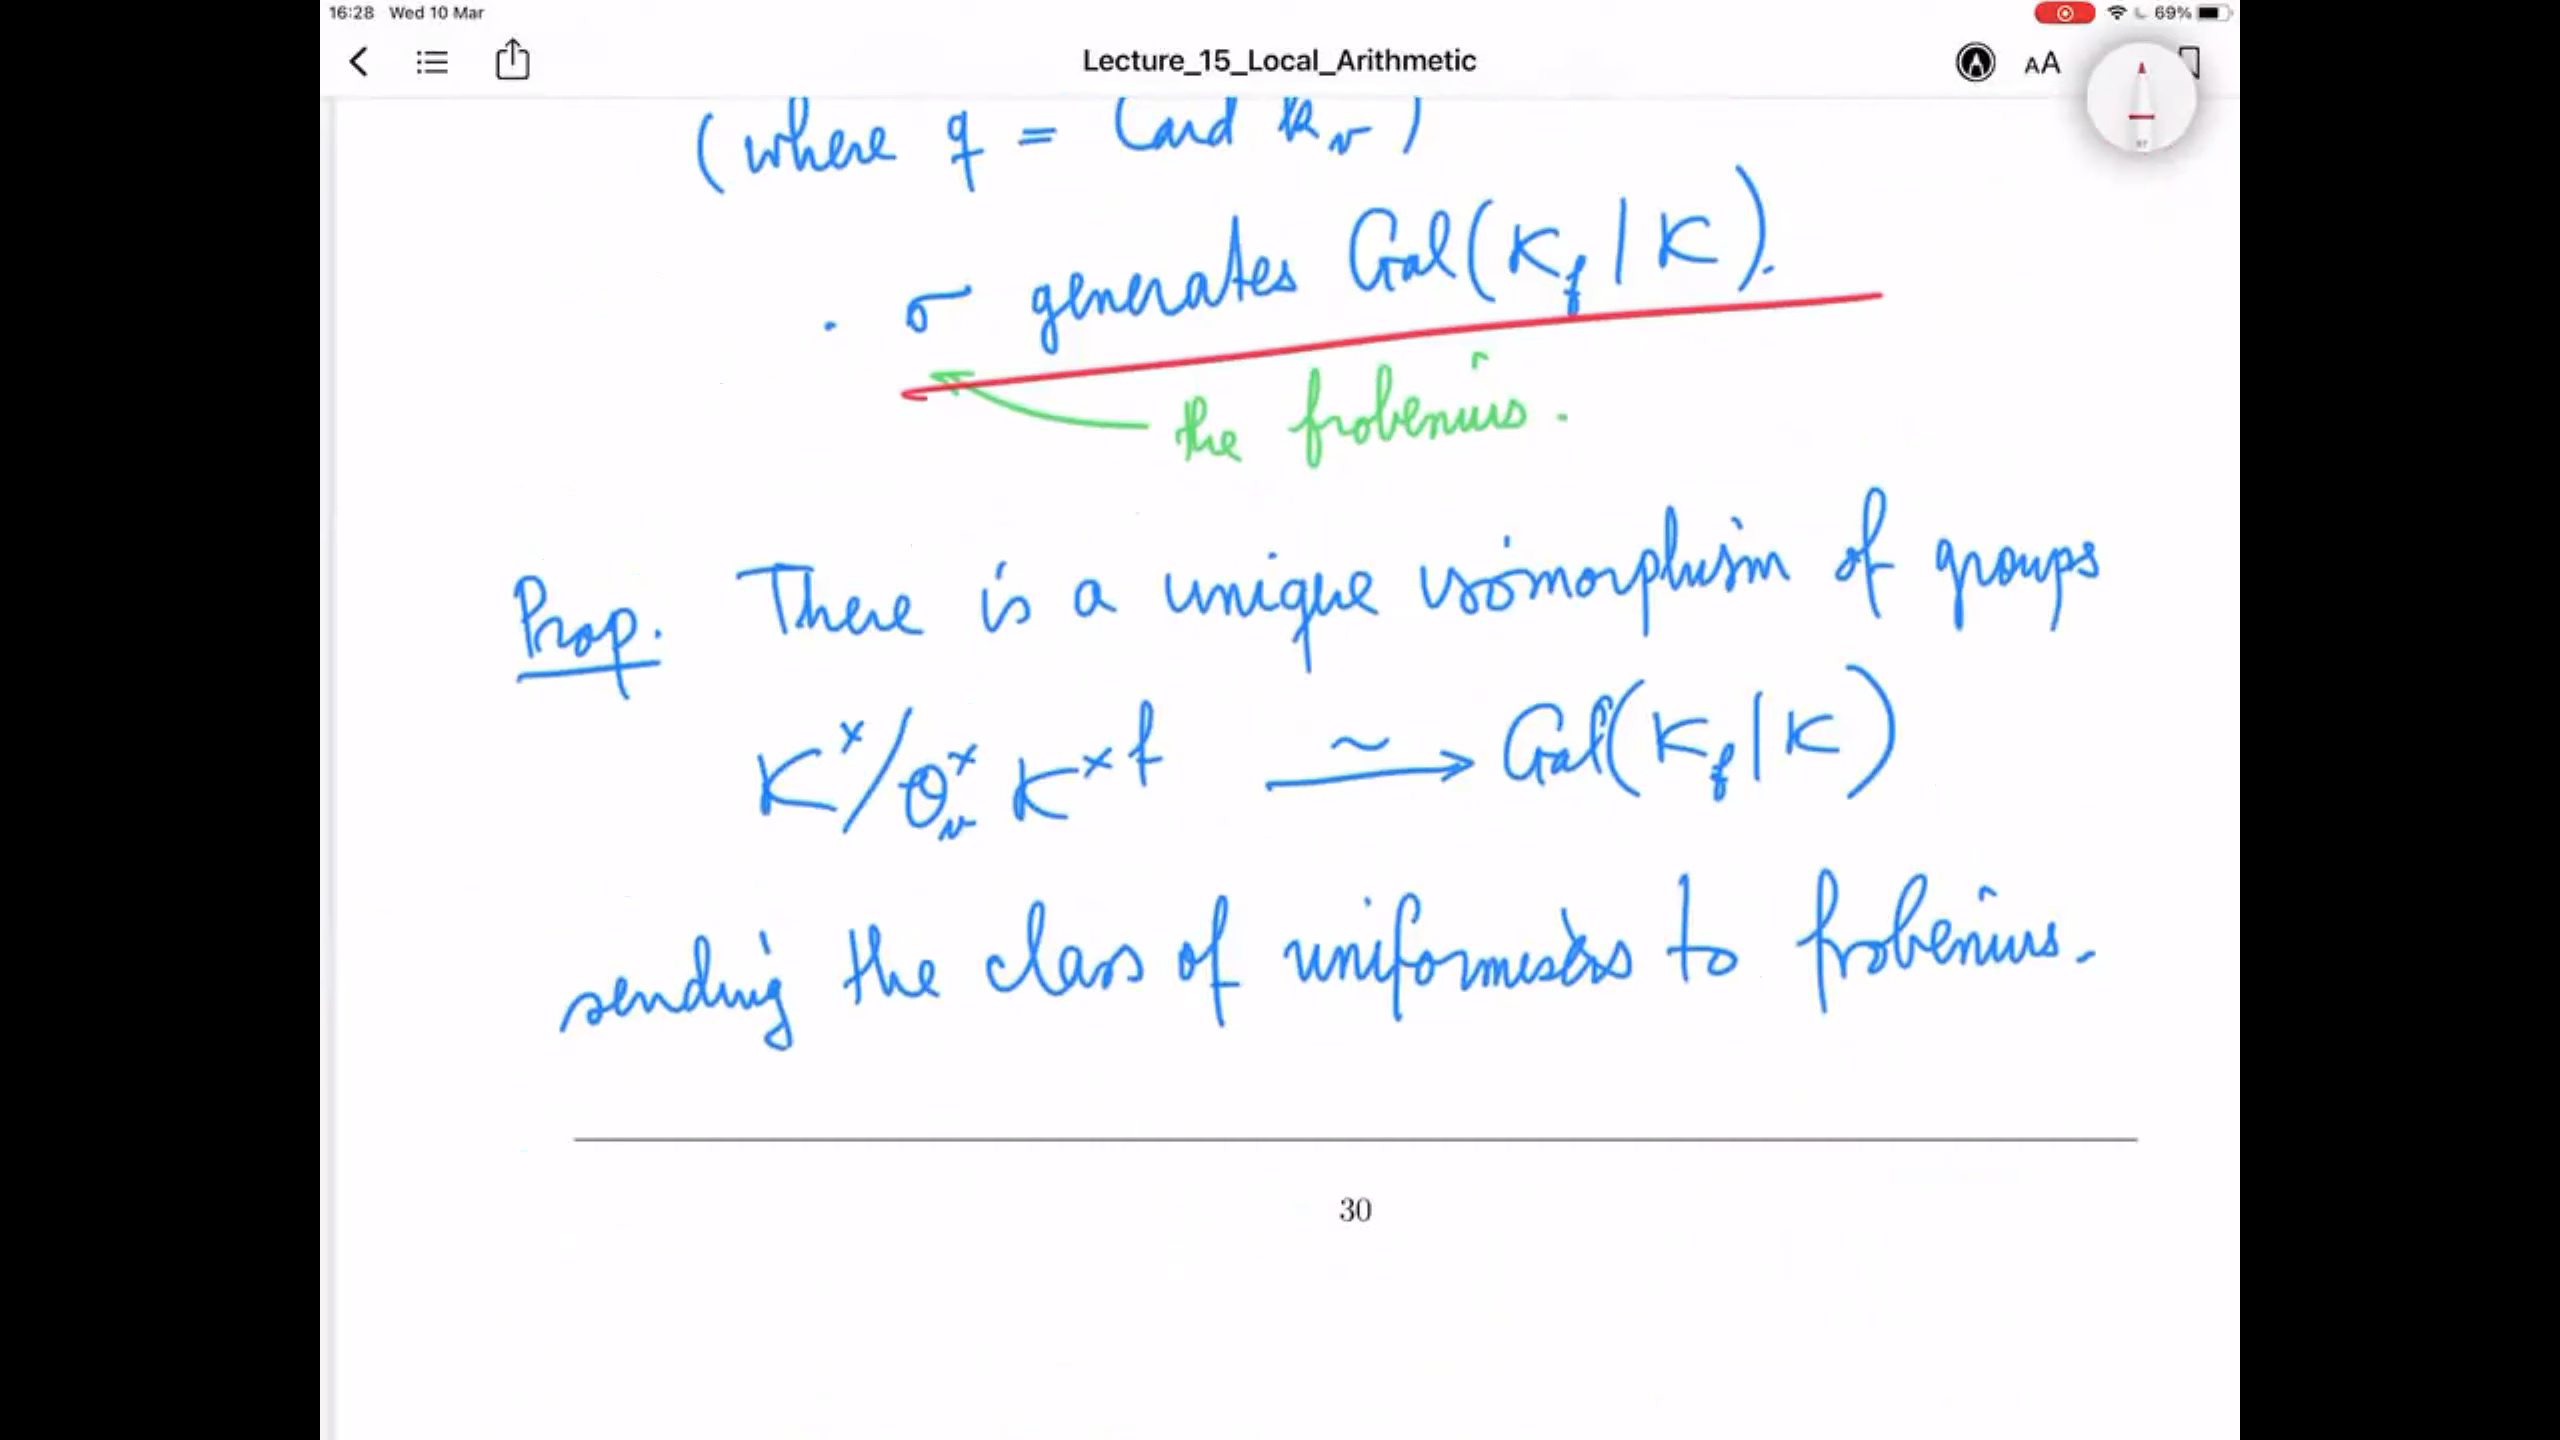 16:28 Wed 10 Mar 69%
Lecture_15_Local_Arithmetic
AA
(where q = Card k_v)
. σ generates Gal(K_f | K).
the frobenius.
Prop. There is a unique isomorphism of groups
K^× / 𝒪_v^× K^{×f} ⥲ Gal(K_f | K)
sending the class of uniformisers to frobenius.
30